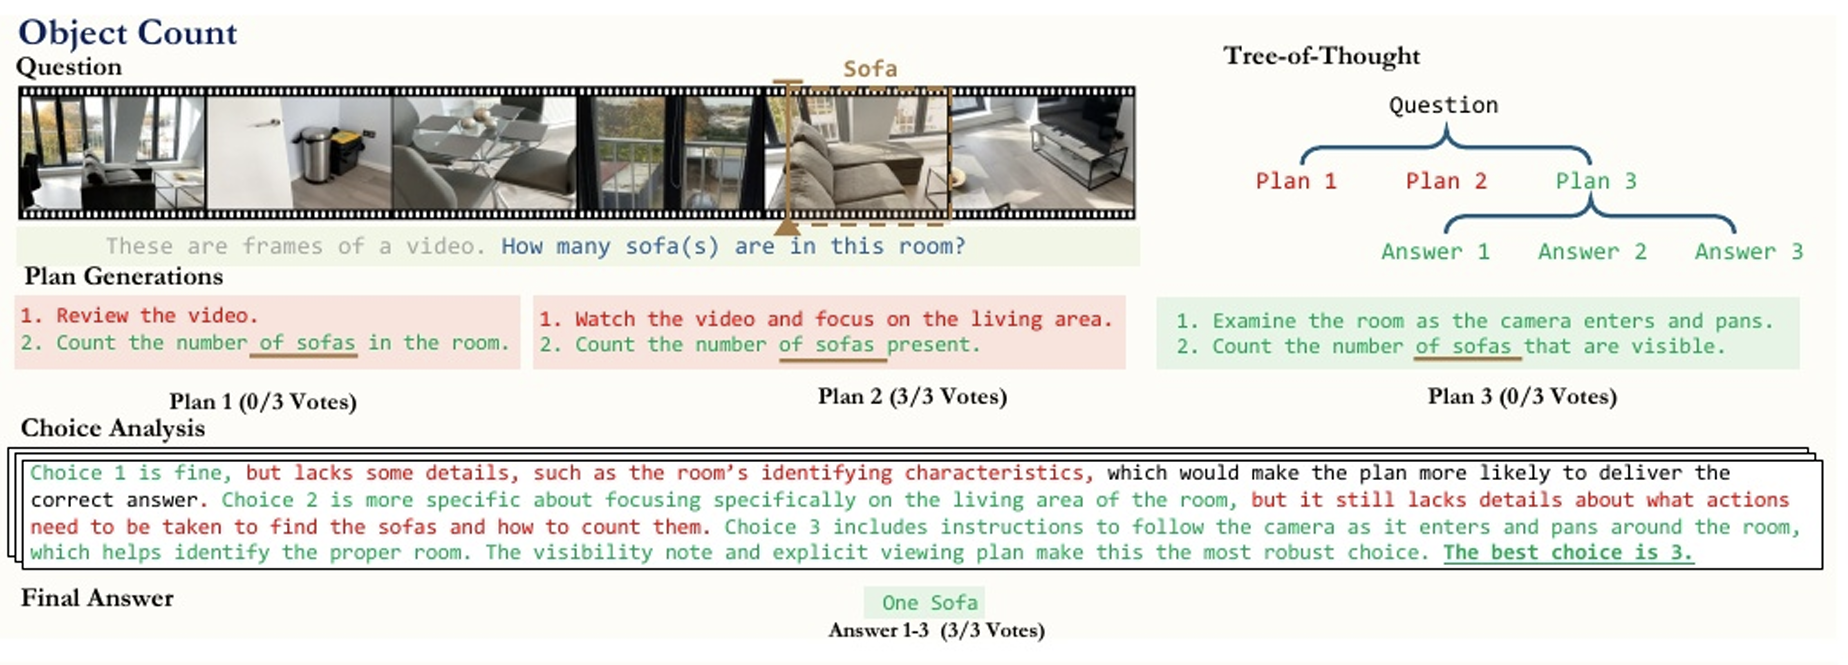 Object Count
Question
Sofa
These are frames of a video. How many sofa(s) are in this room?
Tree-of-Thought
Question
Plan 1 Plan 2 Plan 3
Answer 1 Answer 2 Answer 3
Plan Generations
1. Review the video.
2. Count the number of sofas in the room.
Plan 1 (0/3 Votes)
1. Watch the video and focus on the living area.
2. Count the number of sofas present.
Plan 2 (3/3 Votes)
1. Examine the room as the camera enters and pans.
2. Count the number of sofas that are visible.
Plan 3 (0/3 Votes)
Choice Analysis
Choice 1 is fine, but lacks some details, such as the room's identifying characteristics, which would make the plan more likely to deliver the
correct answer. Choice 2 is more specific about focusing specifically on the living area of the room, but it still lacks details about what actions
need to be taken to find the sofas and how to count them. Choice 3 includes instructions to follow the camera as it enters and pans around the room,
which helps identify the proper room. The visibility note and explicit viewing plan make this the most robust choice. The best choice is 3.
Final Answer
One Sofa
Answer 1-3 (3/3 Votes)